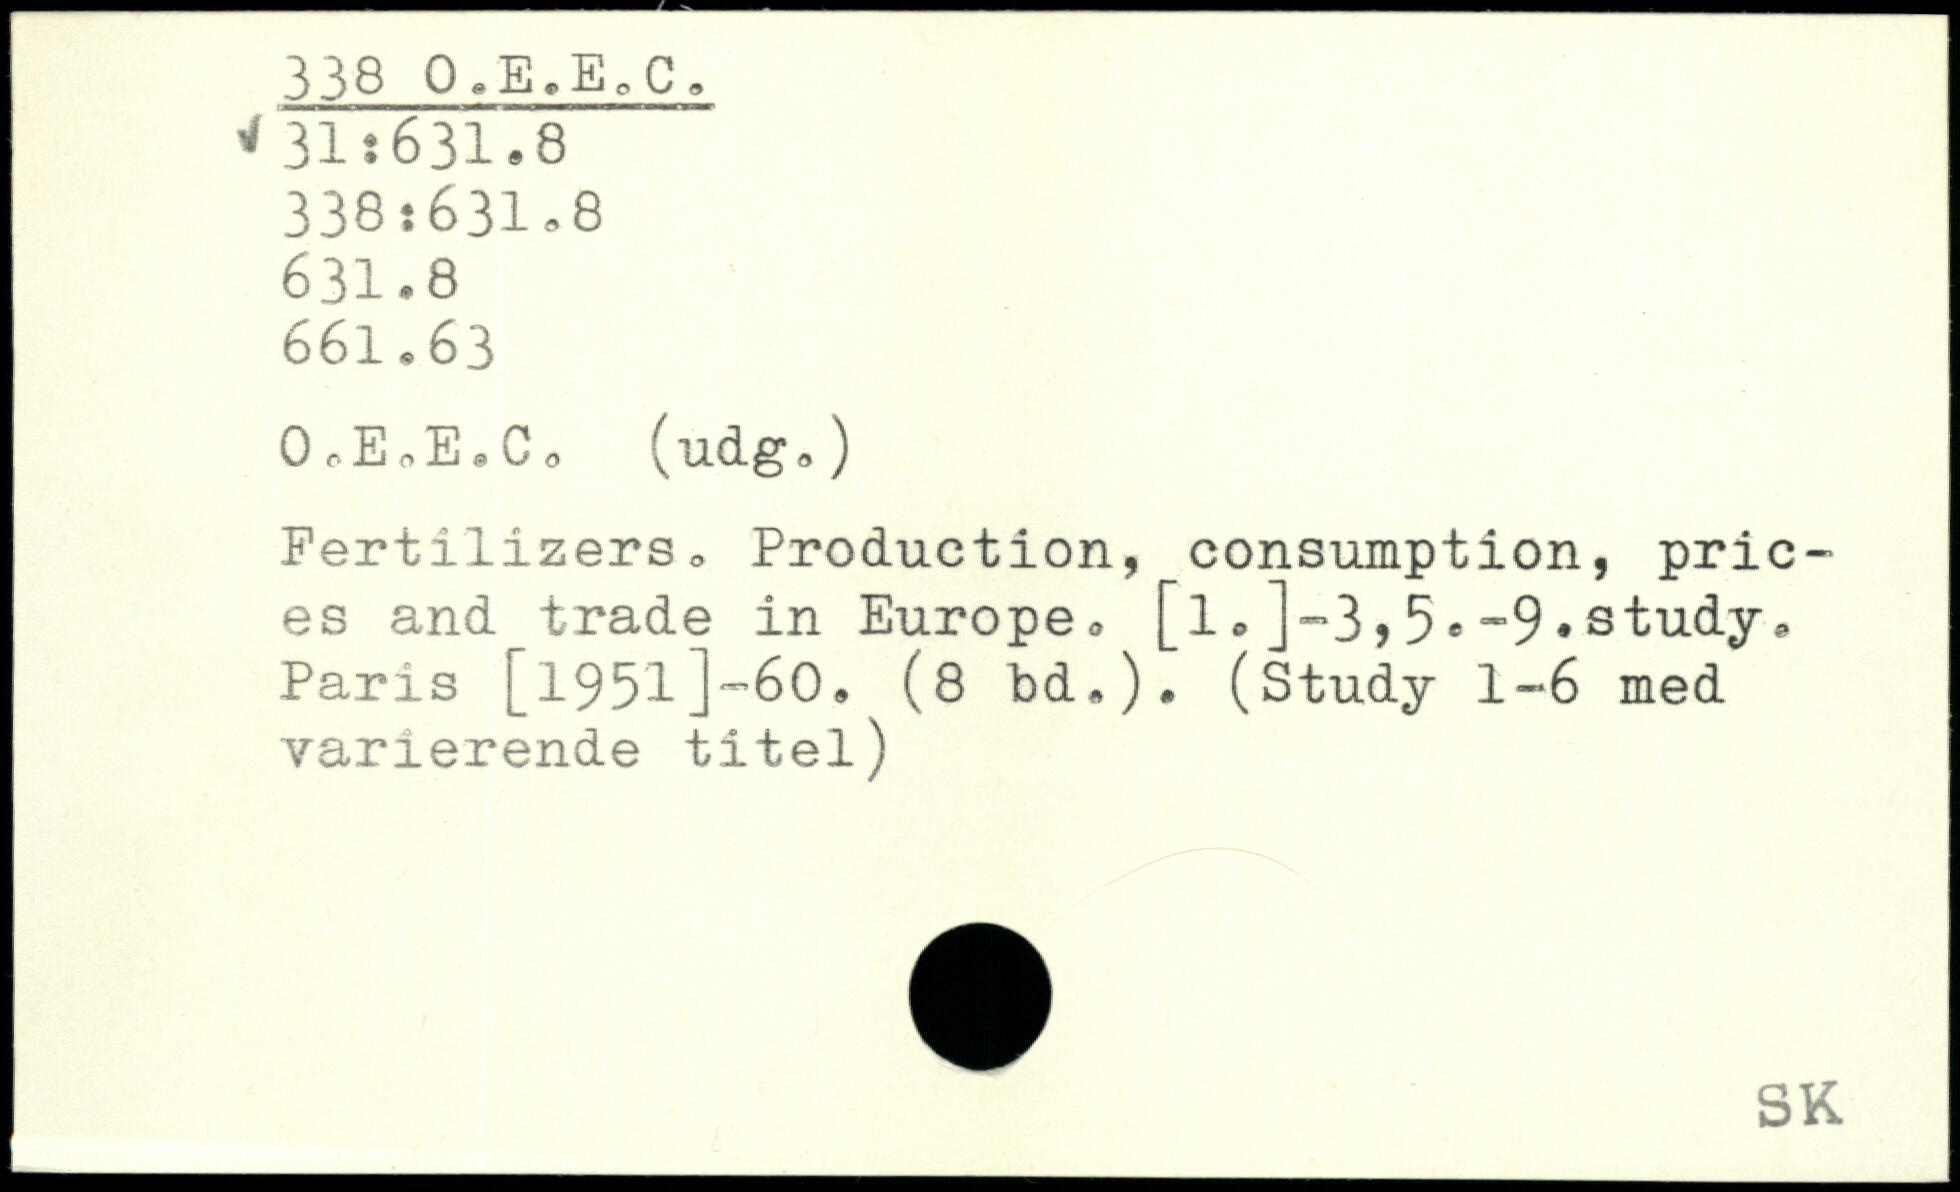 338 O.E.E.C.
✓ 31:631.8
338:631.8
631.8
661.63
O.E.E.C. (udg.)
Fertilizers. Production, consumption, pric-
es and trade in Europe. [1.]-3,5.-9.study.
Paris [1951]-60. (8 bd.). (Study 1-6 med
varierende titel)
SK